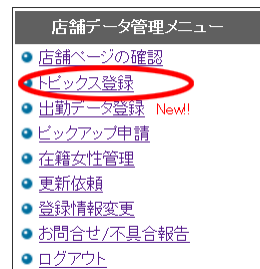 店舗データ管理メニュー
店舗ページの確認
トピックス登録
出勤データ登録 New!!
ピックアップ申請
在籍女性管理
更新依頼
登録情報変更
お問合せ/不具合報告
ログアウト